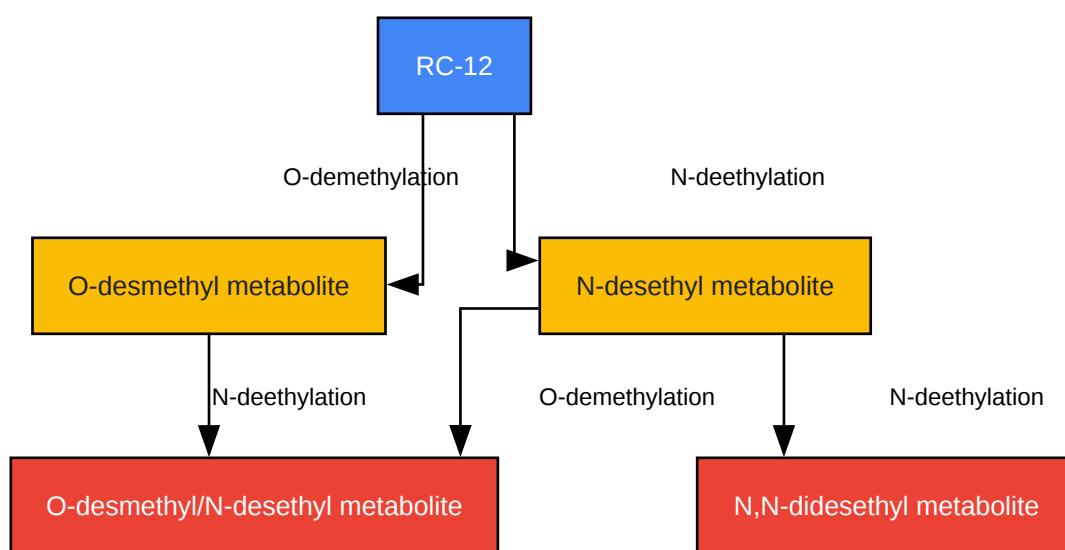 RC-12
O-demethylation
N-deethylation
O-desmethyl metabolite
N-desethyl metabolite
N-deethylation
O-demethylation
N-deethylation
O-desmethyl/N-desethyl metabolite
N,N-didesethyl metabolite